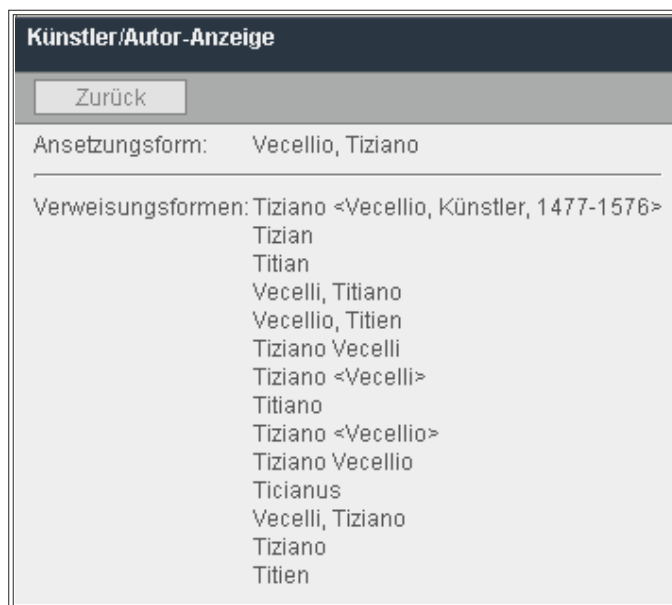 Künstler/Autor-Anzeige
Zurück
Ansetzungsform: Vecellio, Tiziano
Verweisungsformen: Tiziano <Vecellio, Künstler, 1477-1576>
Tizian
Titian
Vecelli, Titiano
Vecellio, Titien
Tiziano Vecelli
Tiziano <Vecelli>
Titiano
Tiziano <Vecellio>
Tiziano Vecellio
Ticianus
Vecelli, Tiziano
Tiziano
Titien